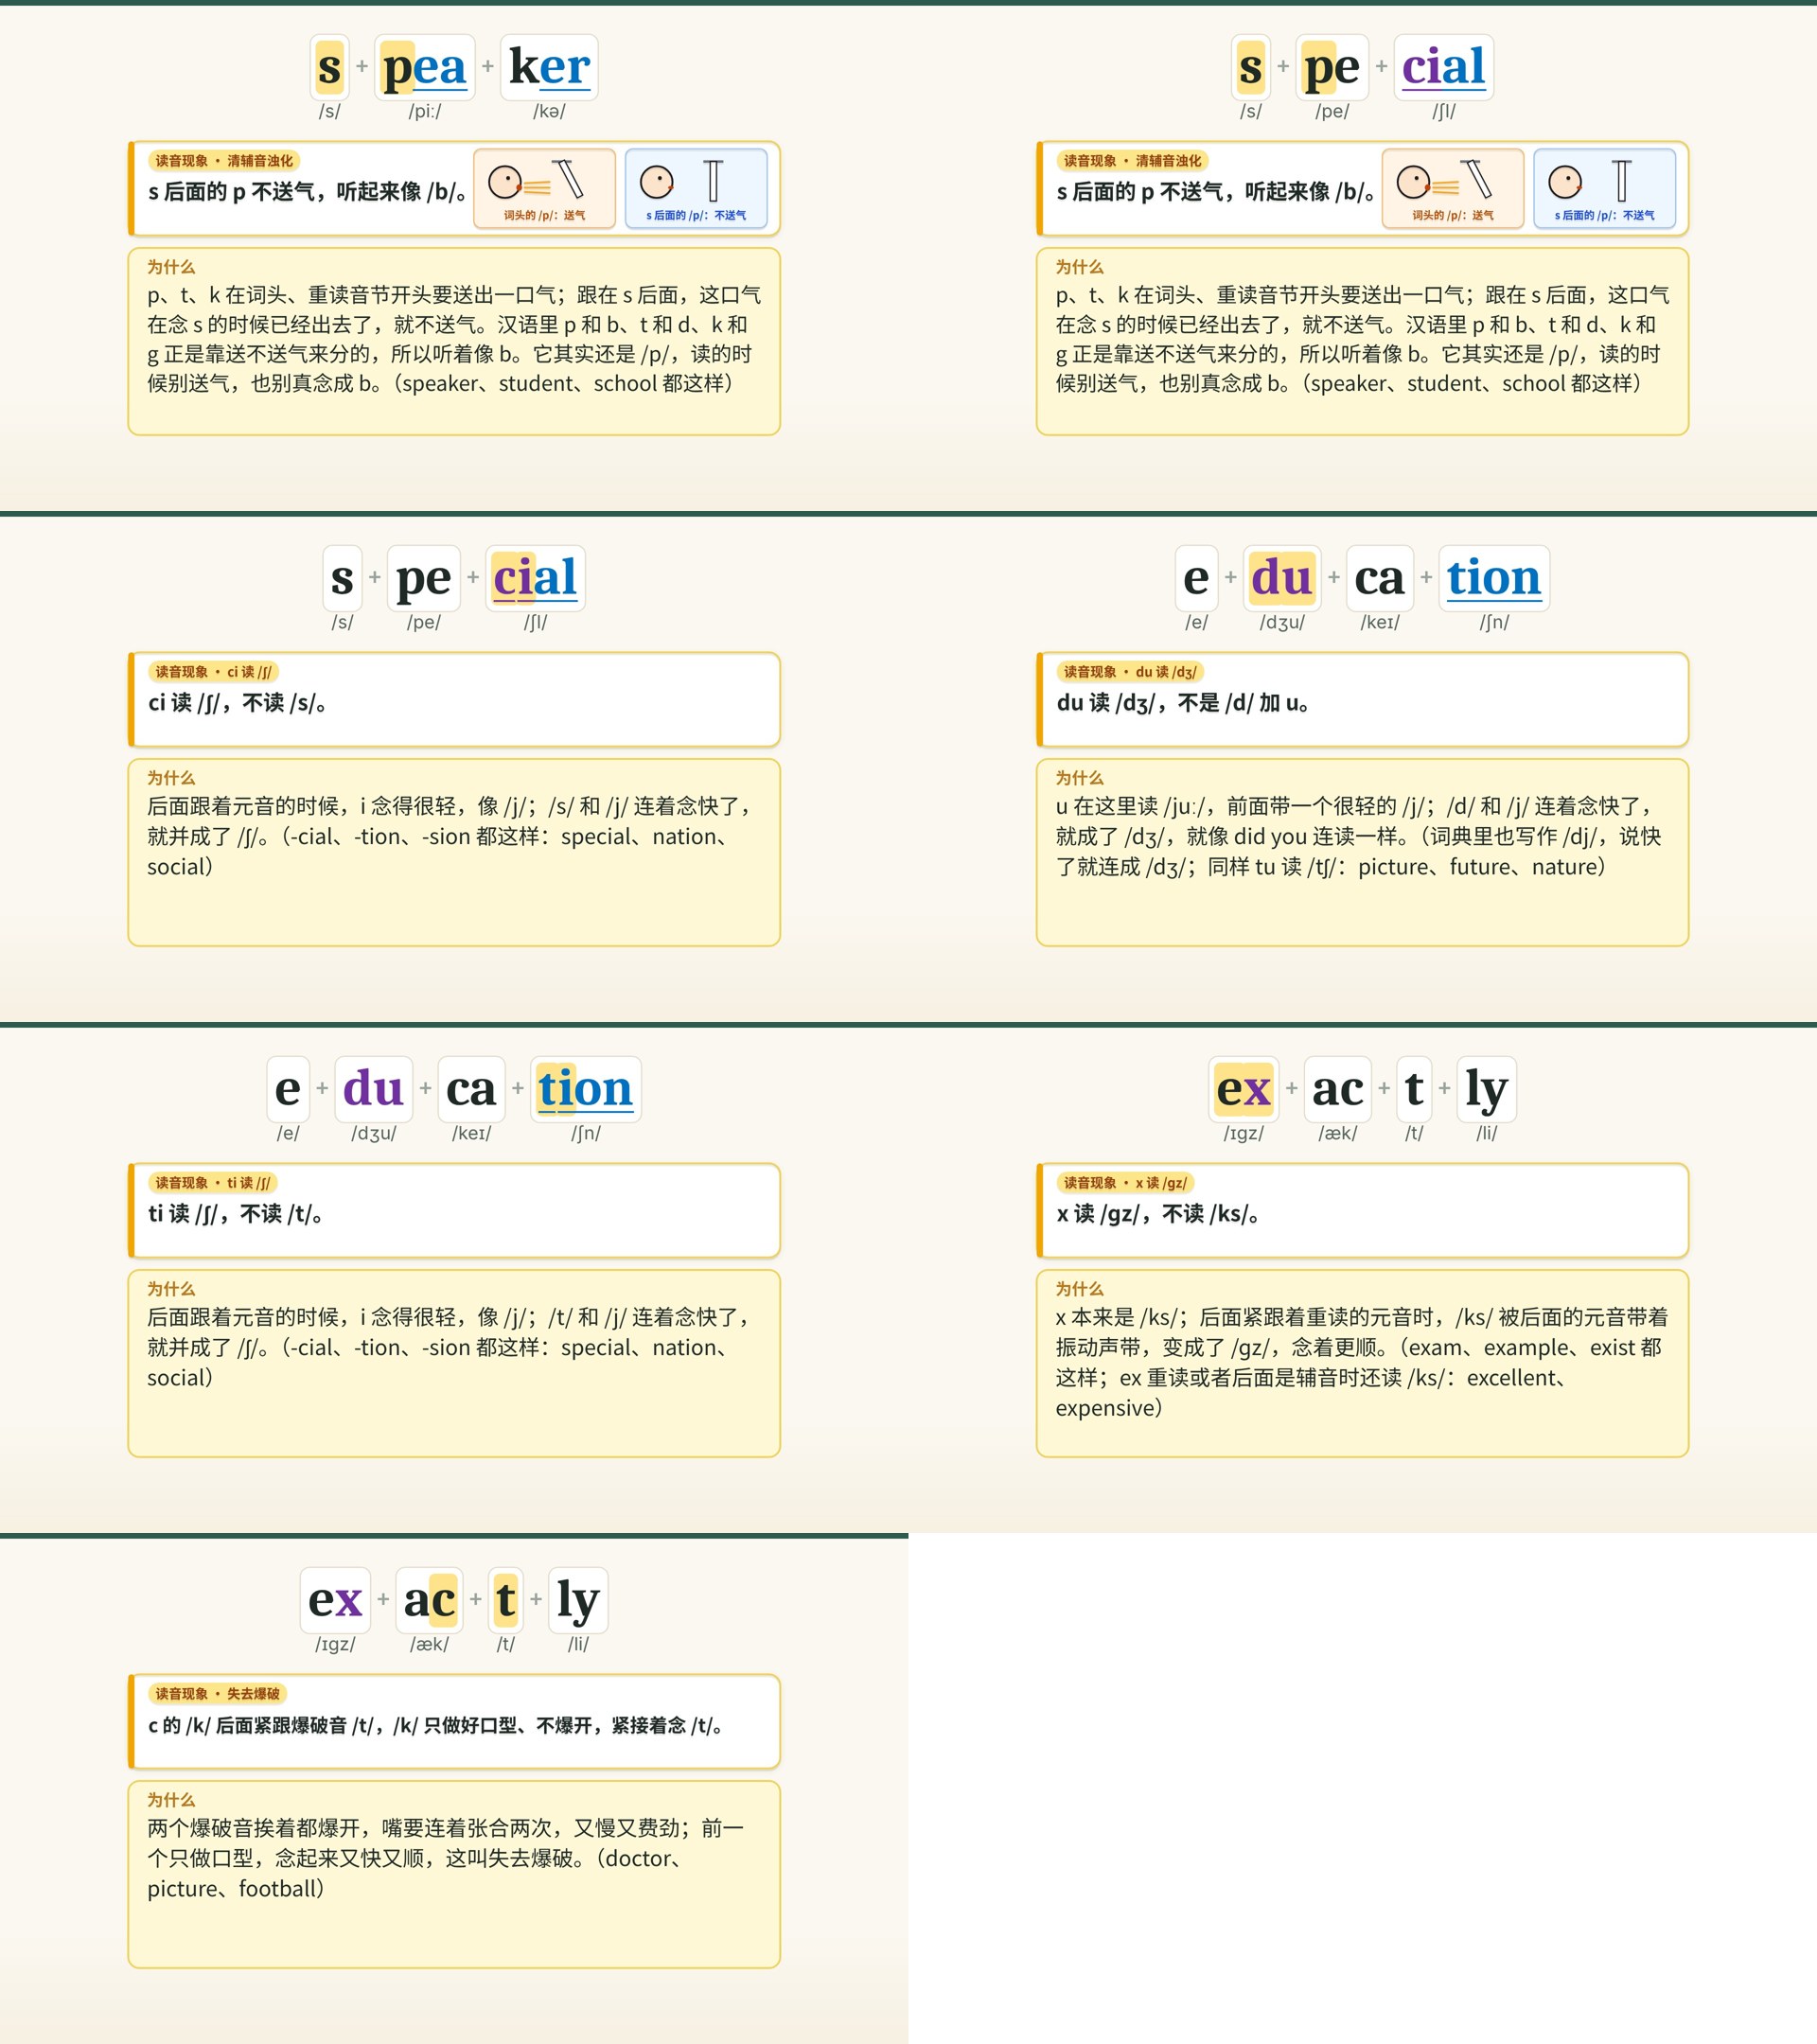 s + pea + ker
/s/ /piː/ /kə/
读音现象 · 清辅音浊化
s 后面的 p 不送气，听起来像 /b/。
词头的 /p/：送气
s 后面的 /p/：不送气
为什么
p、t、k 在词头、重读音节开头要送出一口气；跟在 s 后面，这口气
在念 s 的时候已经出去了，就不送气。汉语里 p 和 b、t 和 d、k 和
g 正是靠送不送气来分的，所以听着像 b。它其实还是 /p/，读的时
候别送气，也别真念成 b。（speaker、student、school 都这样）
s + pe + cial
/s/ /pe/ /ʃl/
读音现象 · 清辅音浊化
s 后面的 p 不送气，听起来像 /b/。
词头的 /p/：送气
s 后面的 /p/：不送气
为什么
p、t、k 在词头、重读音节开头要送出一口气；跟在 s 后面，这口气
在念 s 的时候已经出去了，就不送气。汉语里 p 和 b、t 和 d、k 和
g 正是靠送不送气来分的，所以听着像 b。它其实还是 /p/，读的时
候别送气，也别真念成 b。（speaker、student、school 都这样）
s + pe + cial
/s/ /pe/ /ʃl/
读音现象 · ci 读 /ʃ/
ci 读 /ʃ/，不读 /s/。
为什么
后面跟着元音的时候，i 念得很轻，像 /j/；/s/ 和 /j/ 连着念快了，
就并成了 /ʃ/。（-cial、-tion、-sion 都这样：special、nation、
social）
e + du + ca + tion
/e/ /dʒu/ /keɪ/ /ʃn/
读音现象 · du 读 /dʒ/
du 读 /dʒ/，不是 /d/ 加 u。
为什么
u 在这里读 /juː/，前面带一个很轻的 /j/；/d/ 和 /j/ 连着念快了，
就成了 /dʒ/，就像 did you 连读一样。（词典里也写作 /dj/，说快
了就连成 /dʒ/；同样 tu 读 /tʃ/：picture、future、nature）
e + du + ca + tion
/e/ /dʒu/ /keɪ/ /ʃn/
读音现象 · ti 读 /ʃ/
ti 读 /ʃ/，不读 /t/。
为什么
后面跟着元音的时候，i 念得很轻，像 /j/；/t/ 和 /j/ 连着念快了，
就并成了 /ʃ/。（-cial、-tion、-sion 都这样：special、nation、
social）
ex + ac + t + ly
/ɪgz/ /æk/ /t/ /li/
读音现象 · x 读 /gz/
x 读 /gz/，不读 /ks/。
为什么
x 本来是 /ks/；后面紧跟着重读的元音时，/ks/ 被后面的元音带着
振动声带，变成了 /gz/，念着更顺。（exam、example、exist 都
这样；ex 重读或者后面是辅音时还读 /ks/：excellent、
expensive）
ex + ac + t + ly
/ɪgz/ /æk/ /t/ /li/
读音现象 · 失去爆破
c 的 /k/ 后面紧跟爆破音 /t/，/k/ 只做好口型、不爆开，紧接着念 /t/。
为什么
两个爆破音挨着都爆开，嘴要连着张合两次，又慢又费劲；前一
个只做口型，念起来又快又顺，这叫失去爆破。（doctor、
picture、football）